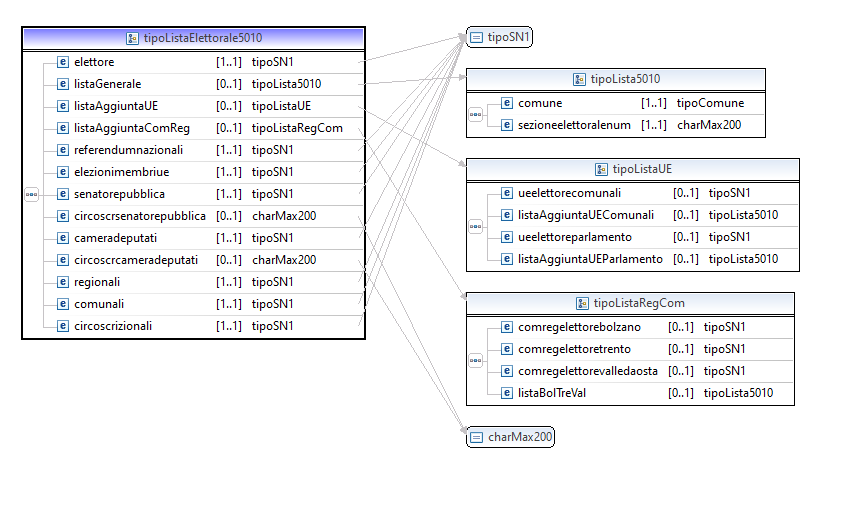 tipoListaElettorale5010
elettore [1..1] tipoSN1
listaGenerale [0..1] tipoLista5010
listaAggiuntaUE [0..1] tipoListaUE
listaAggiuntaComReg [0..1] tipoListaRegCom
referendumnazionali [1..1] tipoSN1
elezionimembriue [1..1] tipoSN1
senatorepubblica [1..1] tipoSN1
circoscrsenatorepubblica [0..1] charMax200
cameradeputati [1..1] tipoSN1
circoscrcameradeputati [0..1] charMax200
regionali [1..1] tipoSN1
comunali [1..1] tipoSN1
circoscrizionali [1..1] tipoSN1
tipoSN1
tipoLista5010
comune [1..1] tipoComune
sezioneelettoralenum [1..1] charMax200
tipoListaUE
ueelettorecomunali [0..1] tipoSN1
listaAggiuntaUEComunali [0..1] tipoLista5010
ueelettoreparlamento [0..1] tipoSN1
listaAggiuntaUEParlamento [0..1] tipoLista5010
tipoListaRegCom
comregelettorebolzano [0..1] tipoSN1
comregelettoretrento [0..1] tipoSN1
comregelettorevalledaosta [0..1] tipoSN1
listaBolTreVal [0..1] tipoLista5010
charMax200